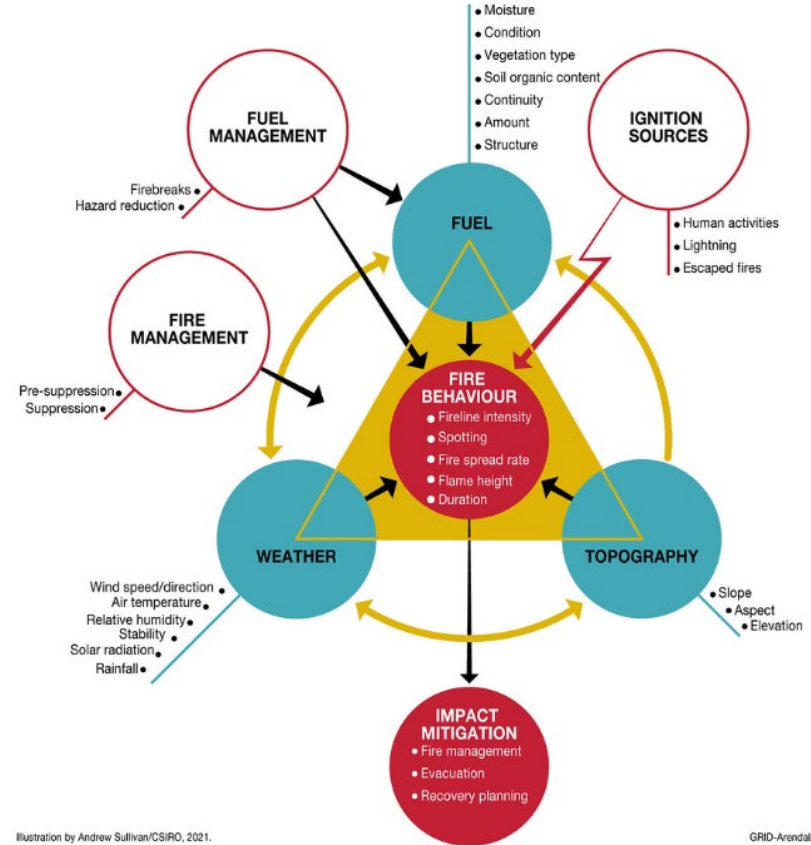 • Moisture
• Condition
• Vegetation type
• Soil organic content
• Continuity
• Amount
• Structure
FUEL
MANAGEMENT
Firebreaks •
Hazard reduction •
IGNITION
SOURCES
• Human activities
• Lightning
• Escaped fires
FUEL
FIRE
MANAGEMENT
Pre-suppression •
Suppression •
FIRE
BEHAVIOUR
• Fireline intensity
• Spotting
• Fire spread rate
• Flame height
• Duration
WEATHER
Wind speed/direction •
Air temperature •
Relative humidity •
Stability •
Solar radiation •
Rainfall •
TOPOGRAPHY
• Slope
• Aspect
• Elevation
IMPACT
MITIGATION
• Fire management
• Evacuation
• Recovery planning
Illustration by Andrew Sullivan/CSIRO, 2021.
GRID-Arendal